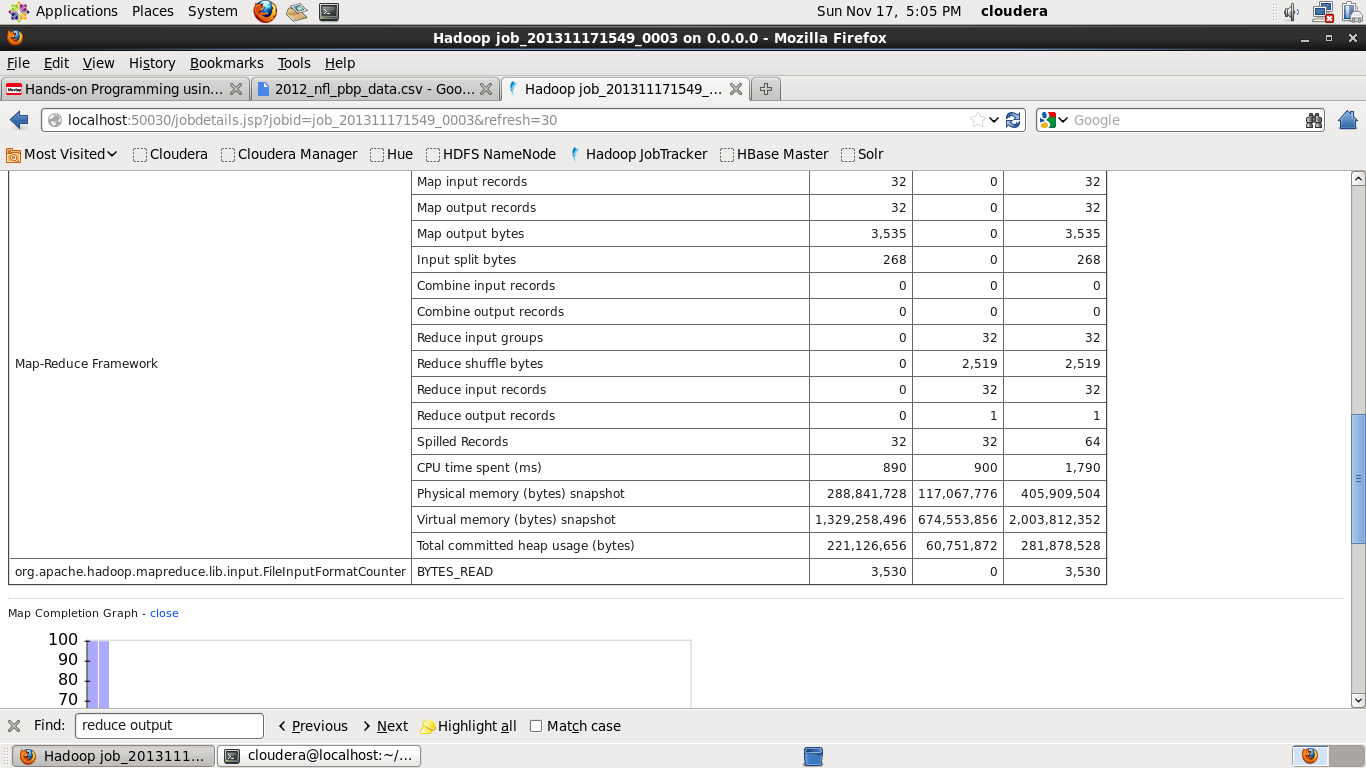 Applications Places System Sun Nov 17, 5:05 PM cloudera
Hadoop job_201311171549_0003 on 0.0.0.0 - Mozilla Firefox
File Edit View History Bookmarks Tools Help
Hands-on Programming usin... 2012_nfl_pbp_data.csv - Goo... Hadoop job_201311171549_...
localhost:50030/jobdetails.jsp?jobid=job_201311171549_0003&refresh=30 Google
Most Visited Cloudera Cloudera Manager Hue HDFS NameNode Hadoop JobTracker HBase Master Solr
Map input records 32 0 32
Map output records 32 0 32
Map output bytes 3,535 0 3,535
Input split bytes 268 0 268
Combine input records 0 0 0
Combine output records 0 0 0
Reduce input groups 0 32 32
Map-Reduce Framework Reduce shuffle bytes 0 2,519 2,519
Reduce input records 0 32 32
Reduce output records 0 1 1
Spilled Records 32 32 64
CPU time spent (ms) 890 900 1,790
Physical memory (bytes) snapshot 288,841,728 117,067,776 405,909,504
Virtual memory (bytes) snapshot 1,329,258,496 674,553,856 2,003,812,352
Total committed heap usage (bytes) 221,126,656 60,751,872 281,878,528
org.apache.hadoop.mapreduce.lib.input.FileInputFormatCounter BYTES_READ 3,530 0 3,530
Map Completion Graph - close
100
90
80
70
Find: reduce output Previous Next Highlight all Match case
Hadoop job_2013111... cloudera@localhost:~/...